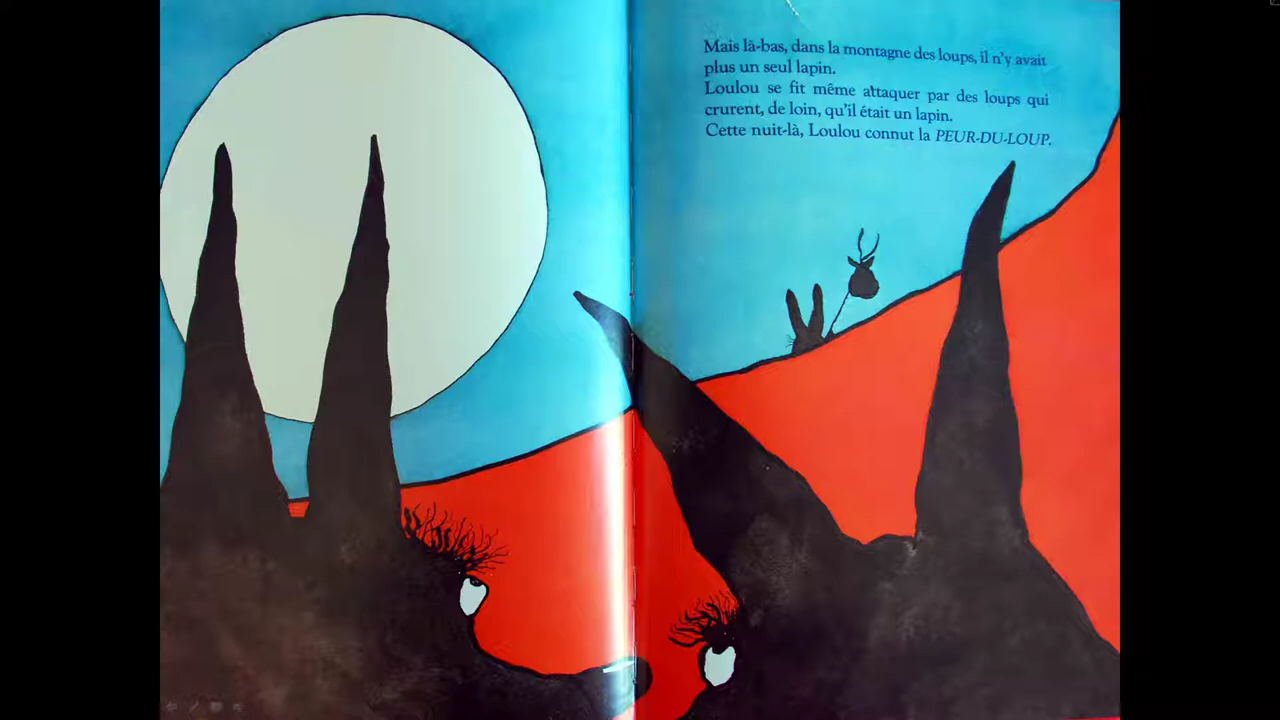 Mais là-bas, dans la montagne des loups, il n'y avait
plus un seul lapin.
Loulou se fit même attaquer par des loups qui
crurent, de loin, qu'il était un lapin.
Cette nuit-là, Loulou connut la PEUR-DU-LOUP.